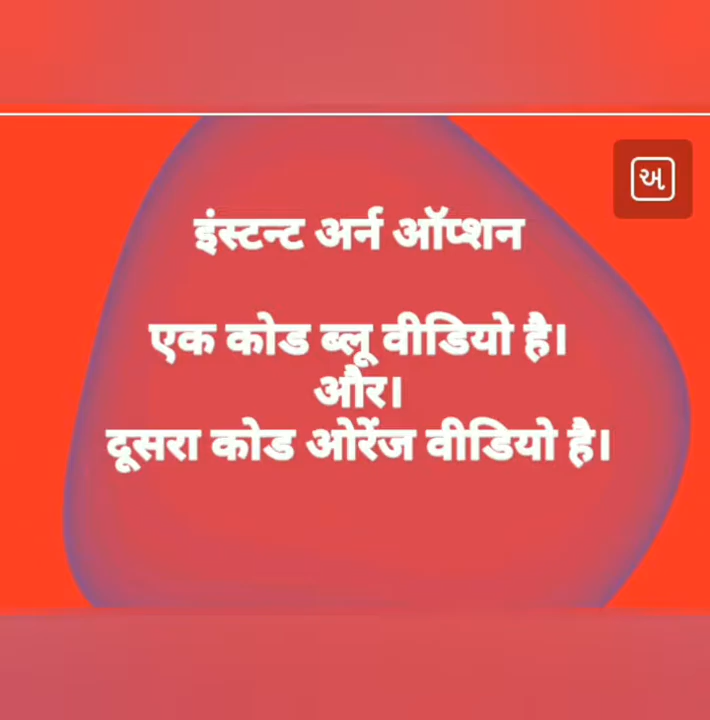 અ
इंस्टन्ट अर्न ऑप्शन
एक कोड ब्लू वीडियो है।
और।
दूसरा कोड ओरेंज वीडियो है।